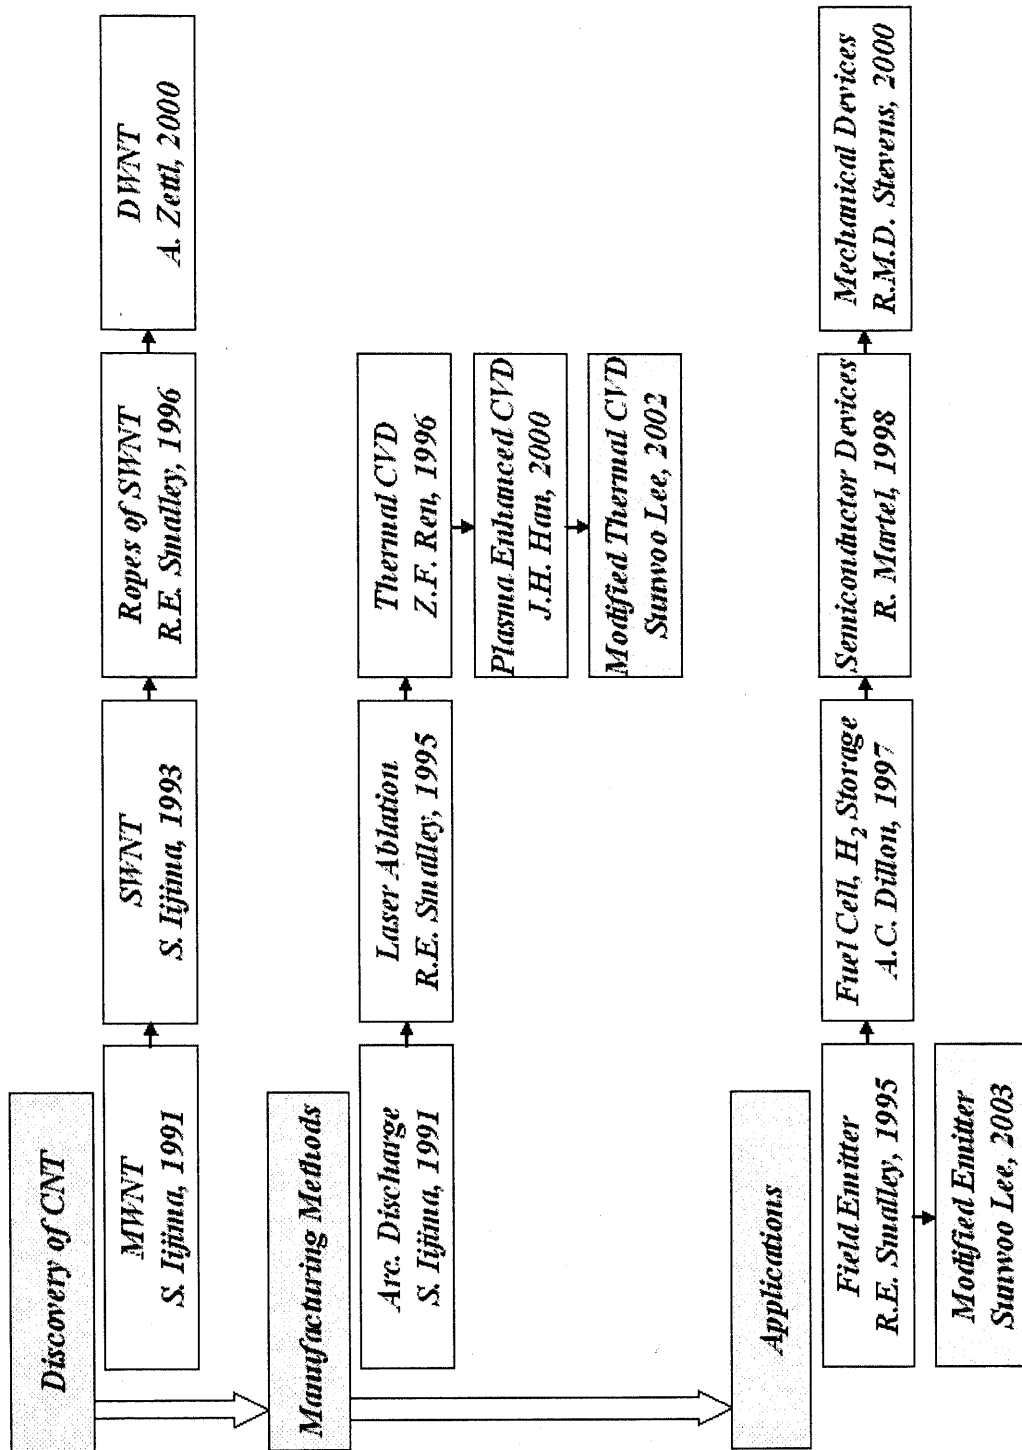 Discovery of CNT
MWNT
S. Iijima, 1991
SWNT
S. Iijima, 1993
Ropes of SWNT
R.E. Smalley, 1996
DWNT
A. Zettl, 2000
Manufacturing Methods
Arc. Discharge
S. Iijima, 1991
Laser Ablation
R.E. Smalley, 1995
Thermal CVD
Z.F. Ren, 1996
Plasma Enhanced CVD
J.H. Han, 2000
Modified Thermal CVD
Sunwoo Lee, 2002
Applications
Field Emitter
R.E. Smalley, 1995
Modified Emitter
Sunwoo Lee, 2003
Fuel Cell, H₂ Storage
A.C. Dillon, 1997
Semiconductor Devices
R. Martel, 1998
Mechanical Devices
R.M.D. Stevens, 2000